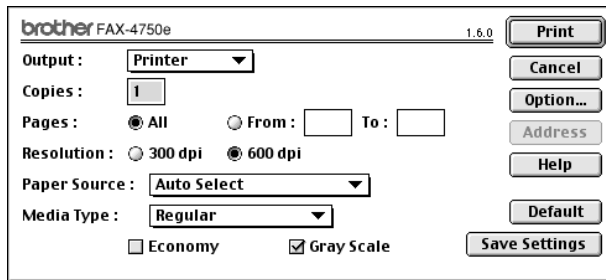 brother FAX-4750e 1.6.0 Print
Output : Printer Cancel
Copies : 1 Option...
Pages : All From : To : Address
Resolution : 300 dpi 600 dpi Help
Paper Source : Auto Select
Media Type : Regular Default
Economy Gray Scale Save Settings